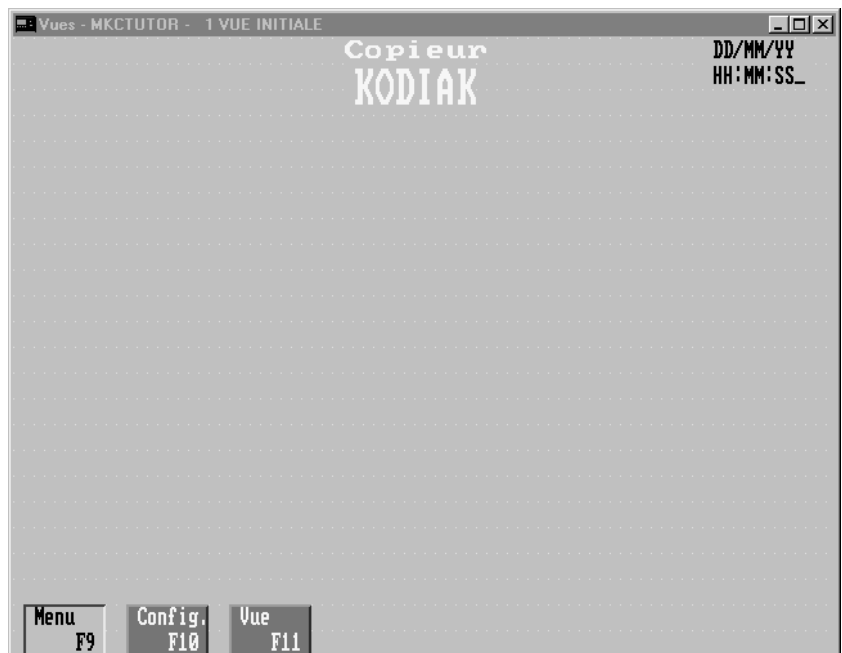 Vues - MKCTUTOR -   1 VUE INITIALE
Copieur
DD/MM/YY
KODIAK
HH:MM:SS_
Menu
F9
Config.
F10
Vue
F11